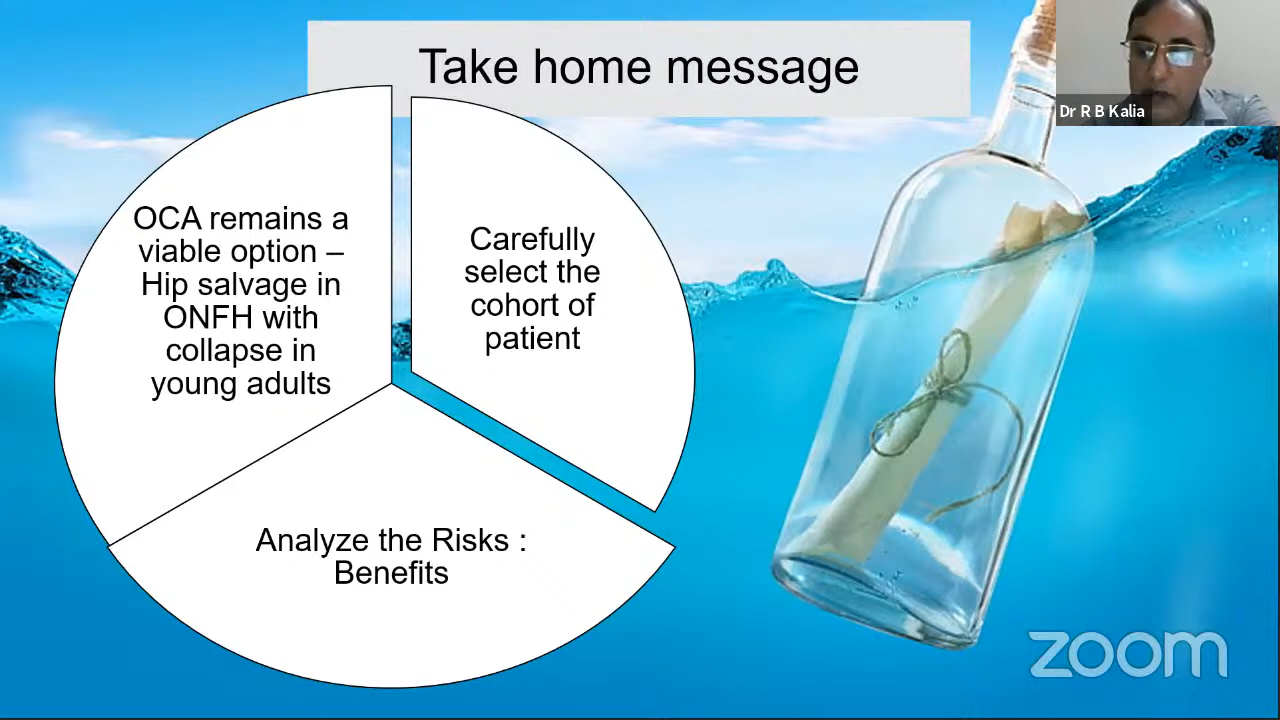 Take home message
Dr R B Kalia
OCA remains a
viable option –
Hip salvage in
ONFH with
collapse in
young adults
Carefully
select the
cohort of
patient
Analyze the Risks :
Benefits
zoom